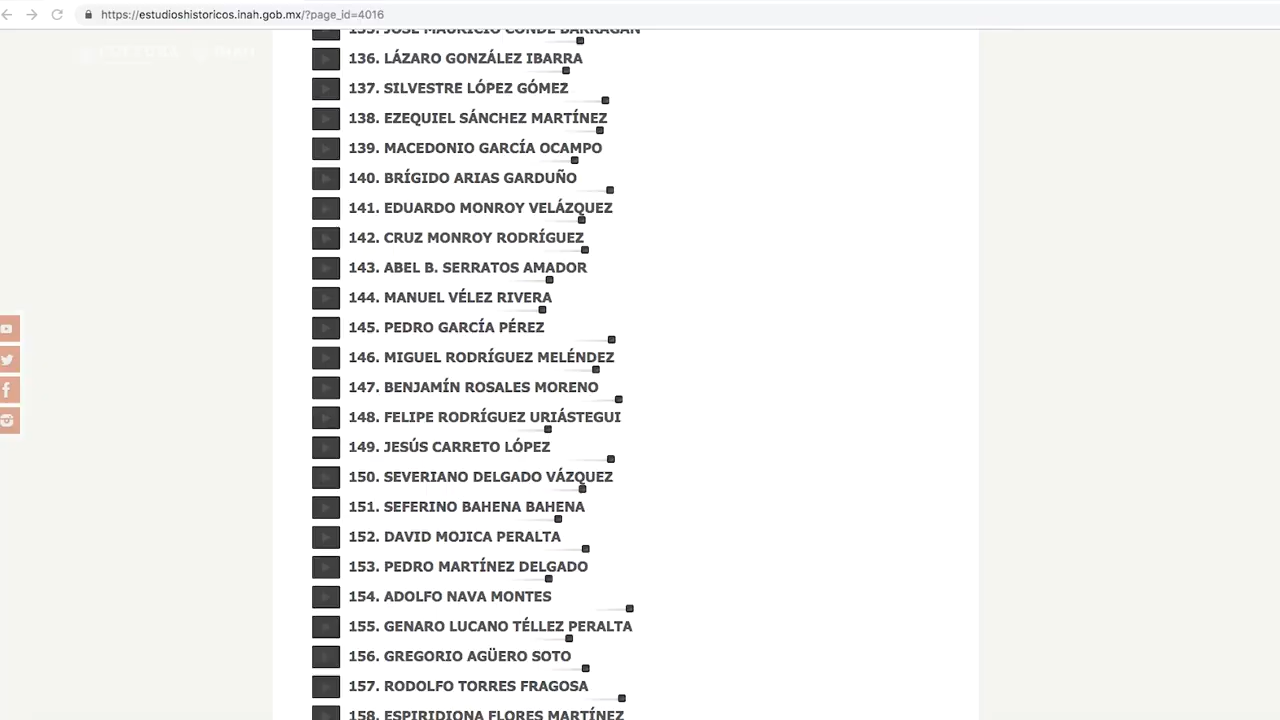 https://estudioshistoricos.inah.gob.mx/?page_id=4016
135. JOSÉ MAURICIO CONDE BARRAGÁN
136. LÁZARO GONZÁLEZ IBARRA
137. SILVESTRE LÓPEZ GÓMEZ
138. EZEQUIEL SÁNCHEZ MARTÍNEZ
139. MACEDONIO GARCÍA OCAMPO
140. BRÍGIDO ARIAS GARDUÑO
141. EDUARDO MONROY VELÁZQUEZ
142. CRUZ MONROY RODRÍGUEZ
143. ABEL B. SERRATOS AMADOR
144. MANUEL VÉLEZ RIVERA
145. PEDRO GARCÍA PÉREZ
146. MIGUEL RODRÍGUEZ MELÉNDEZ
147. BENJAMÍN ROSALES MORENO
148. FELIPE RODRÍGUEZ URIÁSTEGUI
149. JESÚS CARRETO LÓPEZ
150. SEVERIANO DELGADO VÁZQUEZ
151. SEFERINO BAHENA BAHENA
152. DAVID MOJICA PERALTA
153. PEDRO MARTÍNEZ DELGADO
154. ADOLFO NAVA MONTES
155. GENARO LUCANO TÉLLEZ PERALTA
156. GREGORIO AGÜERO SOTO
157. RODOLFO TORRES FRAGOSA
158. ESPIRIDIONA FLORES MARTÍNEZ